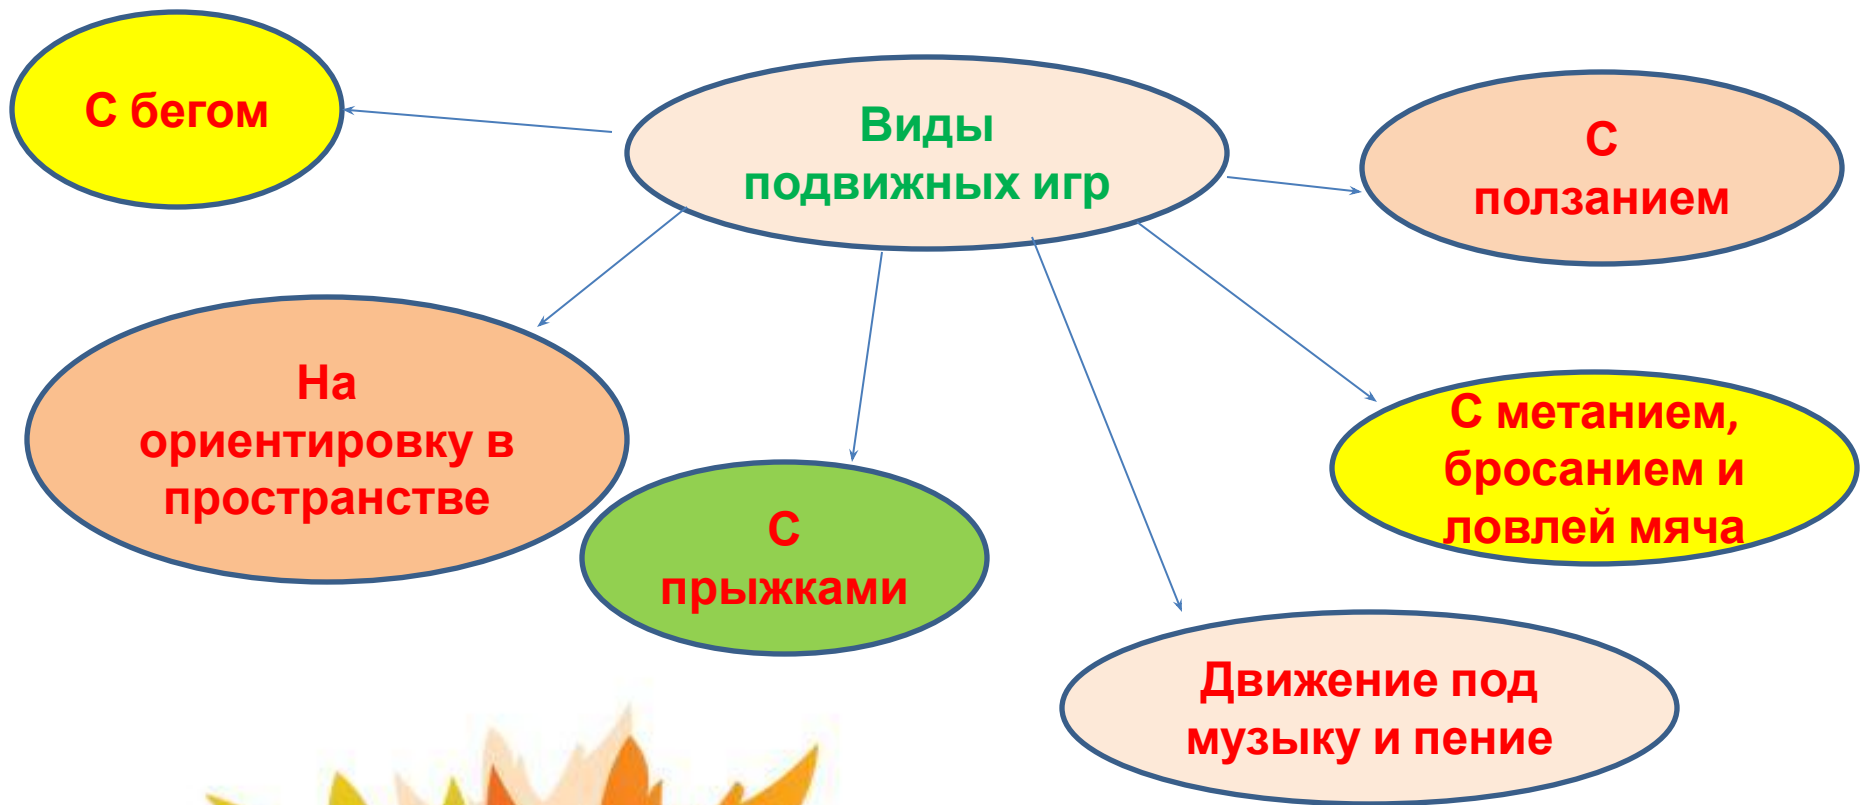 С бегом
Виды
подвижных игр
С
ползанием
На
ориентировку в
пространстве
С
прыжками
С метанием,
бросанием и
ловлей мяча
Движение под
музыку и пение